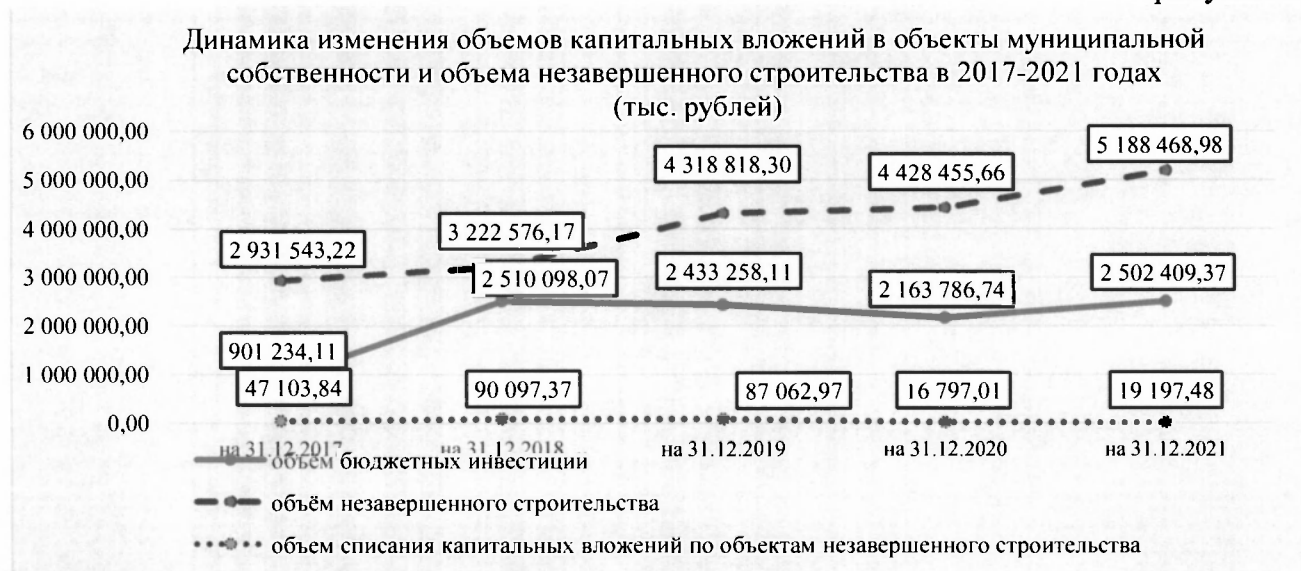 Динамика изменения объемов капитальных вложений в объекты муниципальной
собственности и объема незавершенного строительства в 2017-2021 годах
(тыс. рублей)
6 000 000,00
5 000 000,00
4 000 000,00
3 000 000,00
2 000 000,00
1 000 000,00
0,00
2 931 543,22
3 222 576,17
4 318 818,30
4 428 455,66
5 188 468,98
901 234,11
2 510 098,07
2 433 258,11
2 163 786,74
2 502 409,37
47 103,84
90 097,37
87 062,97
16 797,01
19 197,48
на 31.12.2017
на 31.12.2018
на 31.12.2019
на 31.12.2020
на 31.12.2021
объем бюджетных инвестиции
объём незавершенного строительства
объем списания капитальных вложений по объектам незавершенного строительства